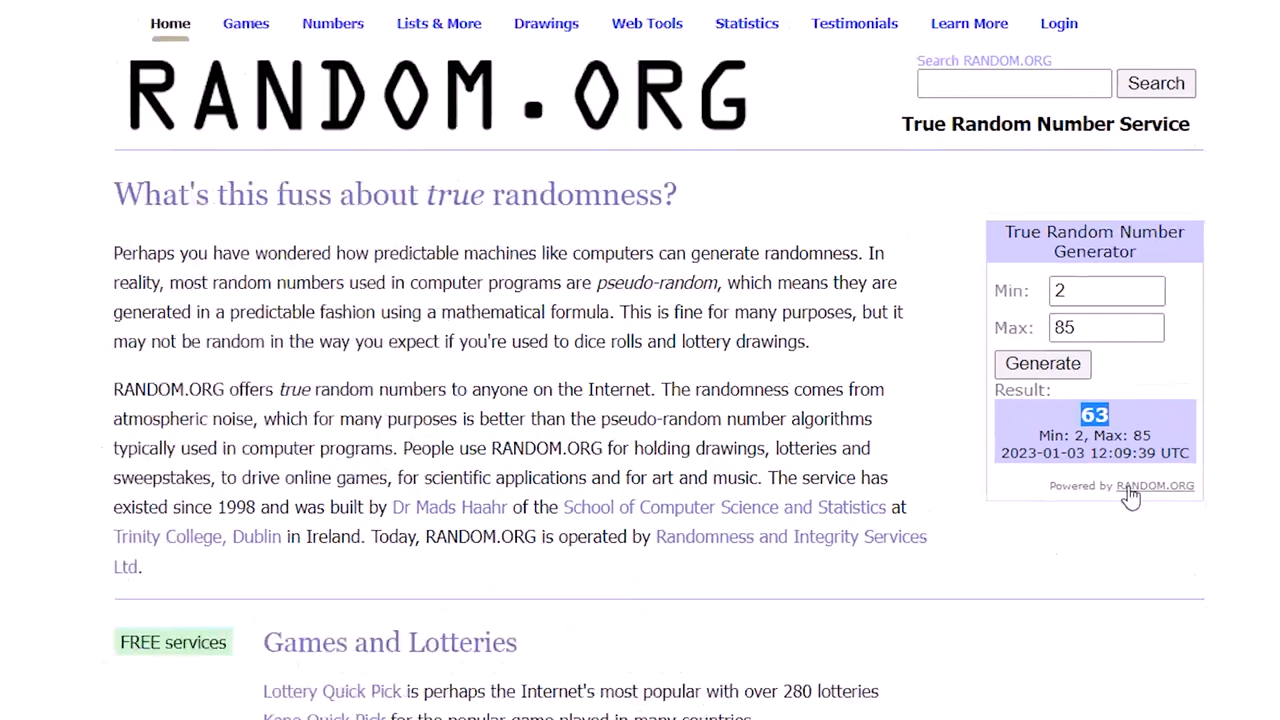 Home Games Numbers Lists & More Drawings Web Tools Statistics Testimonials Learn More Login
RANDOM.ORG
Search RANDOM.ORG
Search
True Random Number Service
What's this fuss about true randomness?
Perhaps you have wondered how predictable machines like computers can generate randomness. In
reality, most random numbers used in computer programs are pseudo-random, which means they are
generated in a predictable fashion using a mathematical formula. This is fine for many purposes, but it
may not be random in the way you expect if you're used to dice rolls and lottery drawings.
RANDOM.ORG offers true random numbers to anyone on the Internet. The randomness comes from
atmospheric noise, which for many purposes is better than the pseudo-random number algorithms
typically used in computer programs. People use RANDOM.ORG for holding drawings, lotteries and
sweepstakes, to drive online games, for scientific applications and for art and music. The service has
existed since 1998 and was built by Dr Mads Haahr of the School of Computer Science and Statistics at
Trinity College, Dublin in Ireland. Today, RANDOM.ORG is operated by Randomness and Integrity Services
Ltd.
True Random Number
Generator
Min: 2
Max: 85
Generate
Result:
63
Min: 2, Max: 85
2023-01-03 12:09:39 UTC
Powered by RANDOM.ORG
FREE services
Games and Lotteries
Lottery Quick Pick is perhaps the Internet's most popular with over 280 lotteries
Keno Quick Pick for the popular game played in many countries